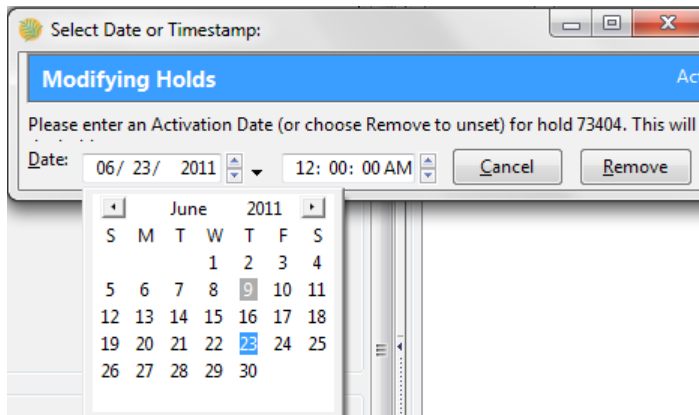 Select Date or Timestamp:
Modifying Holds Ac
Please enter an Activation Date (or choose Remove to unset) for hold 73404. This will
Date: 06/ 23/ 2011 12: 00: 00 AM Cancel Remove
June 2011
S M T W T F S
1 2 3 4
5 6 7 8 9 10 11
12 13 14 15 16 17 18
19 20 21 22 23 24 25
26 27 28 29 30